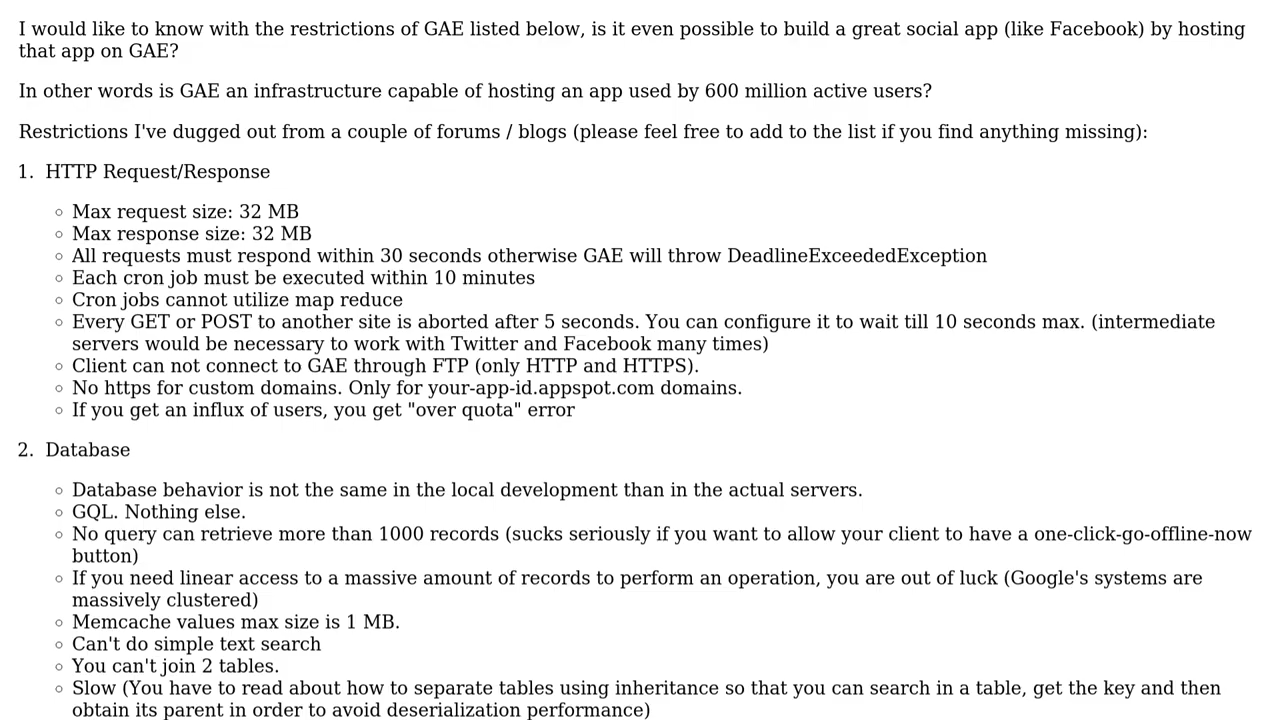 I would like to know with the restrictions of GAE listed below, is it even possible to build a great social app (like Facebook) by hosting
that app on GAE?
In other words is GAE an infrastructure capable of hosting an app used by 600 million active users?
Restrictions I've dugged out from a couple of forums / blogs (please feel free to add to the list if you find anything missing):
1. HTTP Request/Response
◦ Max request size: 32 MB
◦ Max response size: 32 MB
◦ All requests must respond within 30 seconds otherwise GAE will throw DeadlineExceededException
◦ Each cron job must be executed within 10 minutes
◦ Cron jobs cannot utilize map reduce
◦ Every GET or POST to another site is aborted after 5 seconds. You can configure it to wait till 10 seconds max. (intermediate
servers would be necessary to work with Twitter and Facebook many times)
◦ Client can not connect to GAE through FTP (only HTTP and HTTPS).
◦ No https for custom domains. Only for your-app-id.appspot.com domains.
◦ If you get an influx of users, you get "over quota" error
2. Database
◦ Database behavior is not the same in the local development than in the actual servers.
◦ GQL. Nothing else.
◦ No query can retrieve more than 1000 records (sucks seriously if you want to allow your client to have a one-click-go-offline-now
button)
◦ If you need linear access to a massive amount of records to perform an operation, you are out of luck (Google's systems are
massively clustered)
◦ Memcache values max size is 1 MB.
◦ Can't do simple text search
◦ You can't join 2 tables.
◦ Slow (You have to read about how to separate tables using inheritance so that you can search in a table, get the key and then
obtain its parent in order to avoid deserialization performance)